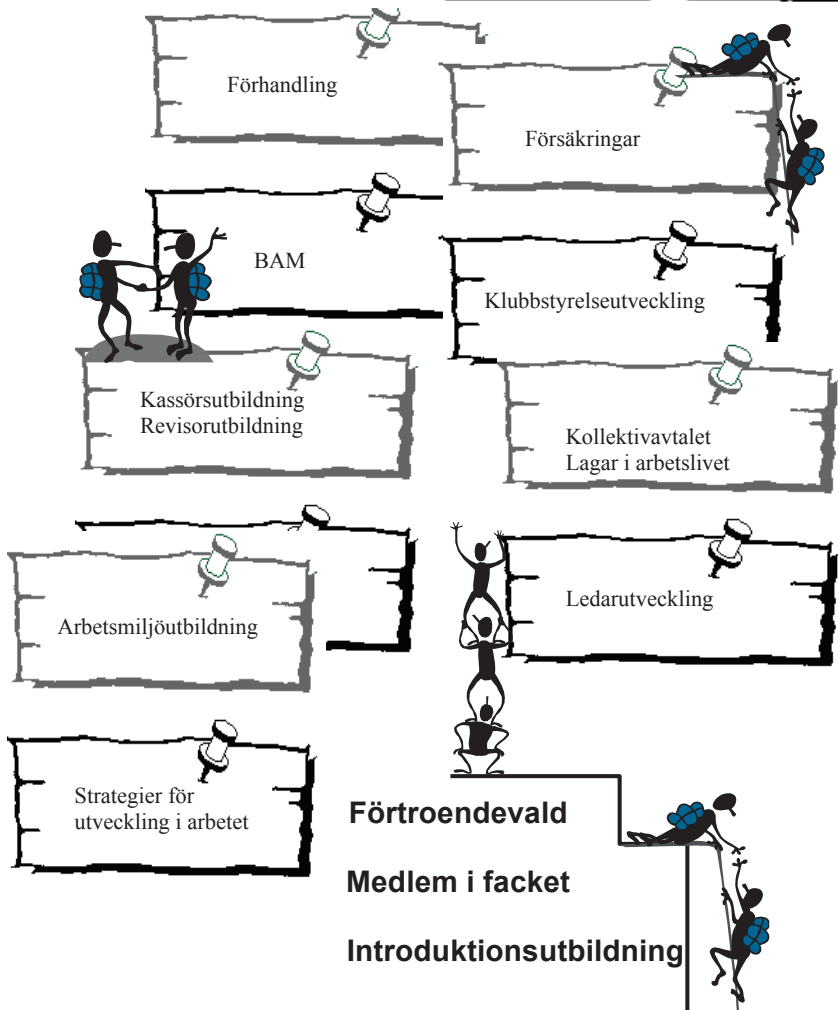 Förhandling
Försäkringar
BAM
Klubbstyrelseutveckling
Kassörsutbildning
Revisorutbildning
Kollektivavtalet
Lagar i arbetslivet
Arbetsmiljöutbildning
Ledarutveckling
Strategier för
utveckling i arbetet
Förtroendevald
Medlem i facket
Introduktionsutbildning